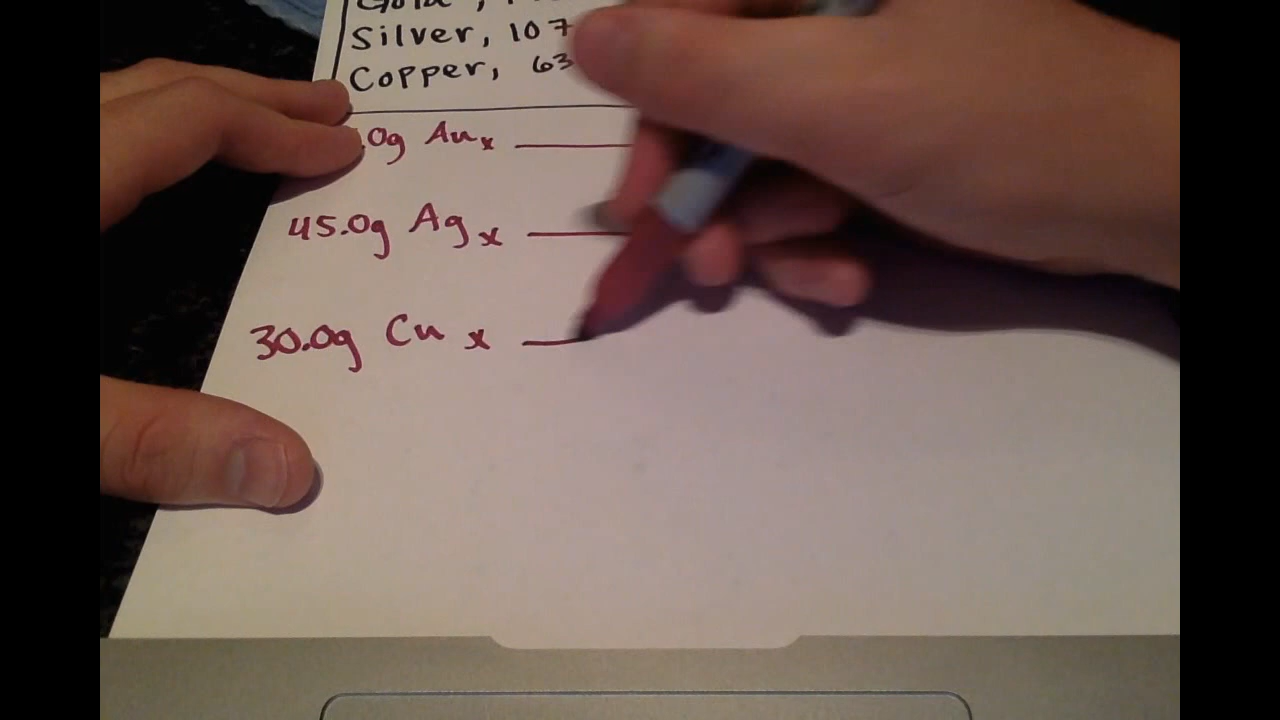 Silver, 107
Copper, 63
.0g Au x
45.0g Ag x
30.0g Cu x